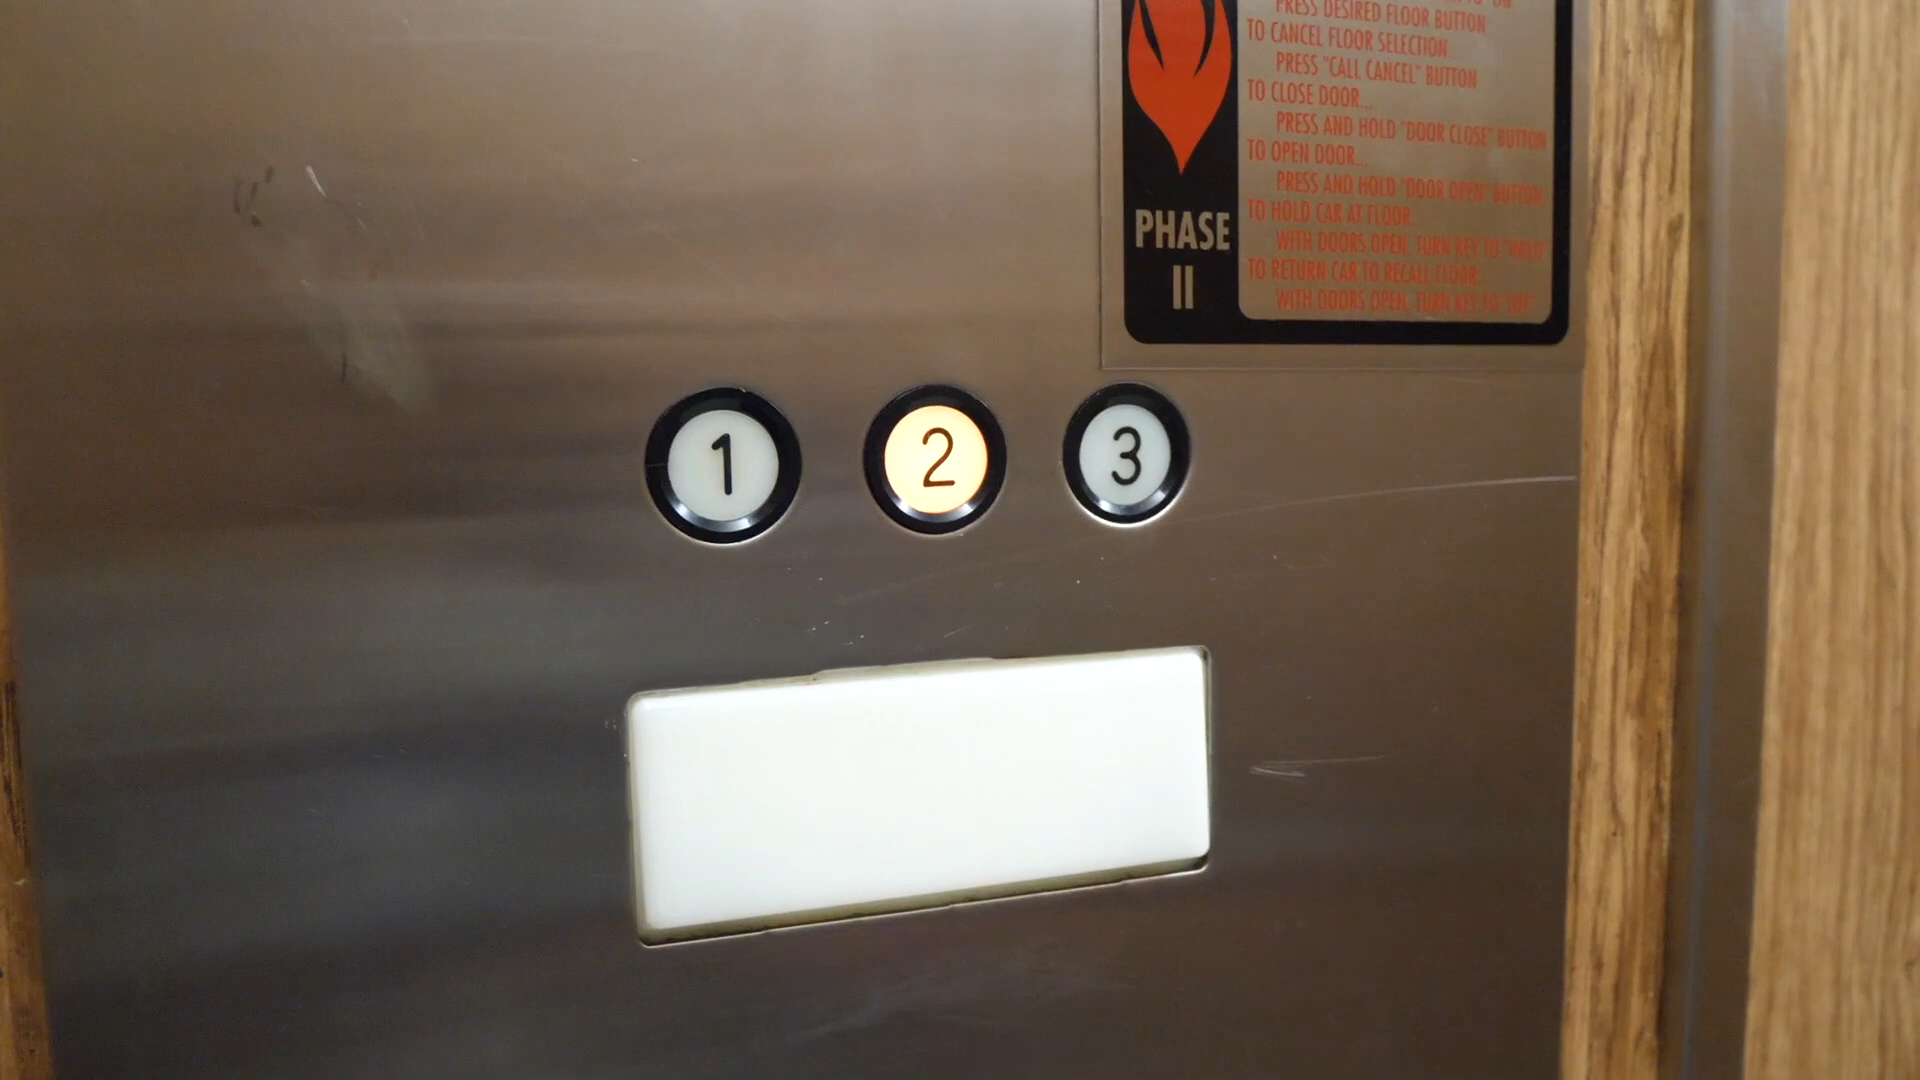 PRESS DESIRED FLOOR BUTTON
TO CANCEL FLOOR SELECTION...
PRESS "CALL CANCEL" BUTTON
TO CLOSE DOOR...
PRESS AND HOLD "DOOR CLOSE" BUTTON
TO OPEN DOOR...
PRESS AND HOLD "DOOR OPEN" BUTTON
TO HOLD CAR AT FLOOR...
WITH DOORS OPEN, TURN KEY TO "HOLD"
TO RETURN CAR TO RECALL FLOOR...
WITH DOORS OPEN, TURN KEY TO "OFF"
PHASE
II
1 2 3